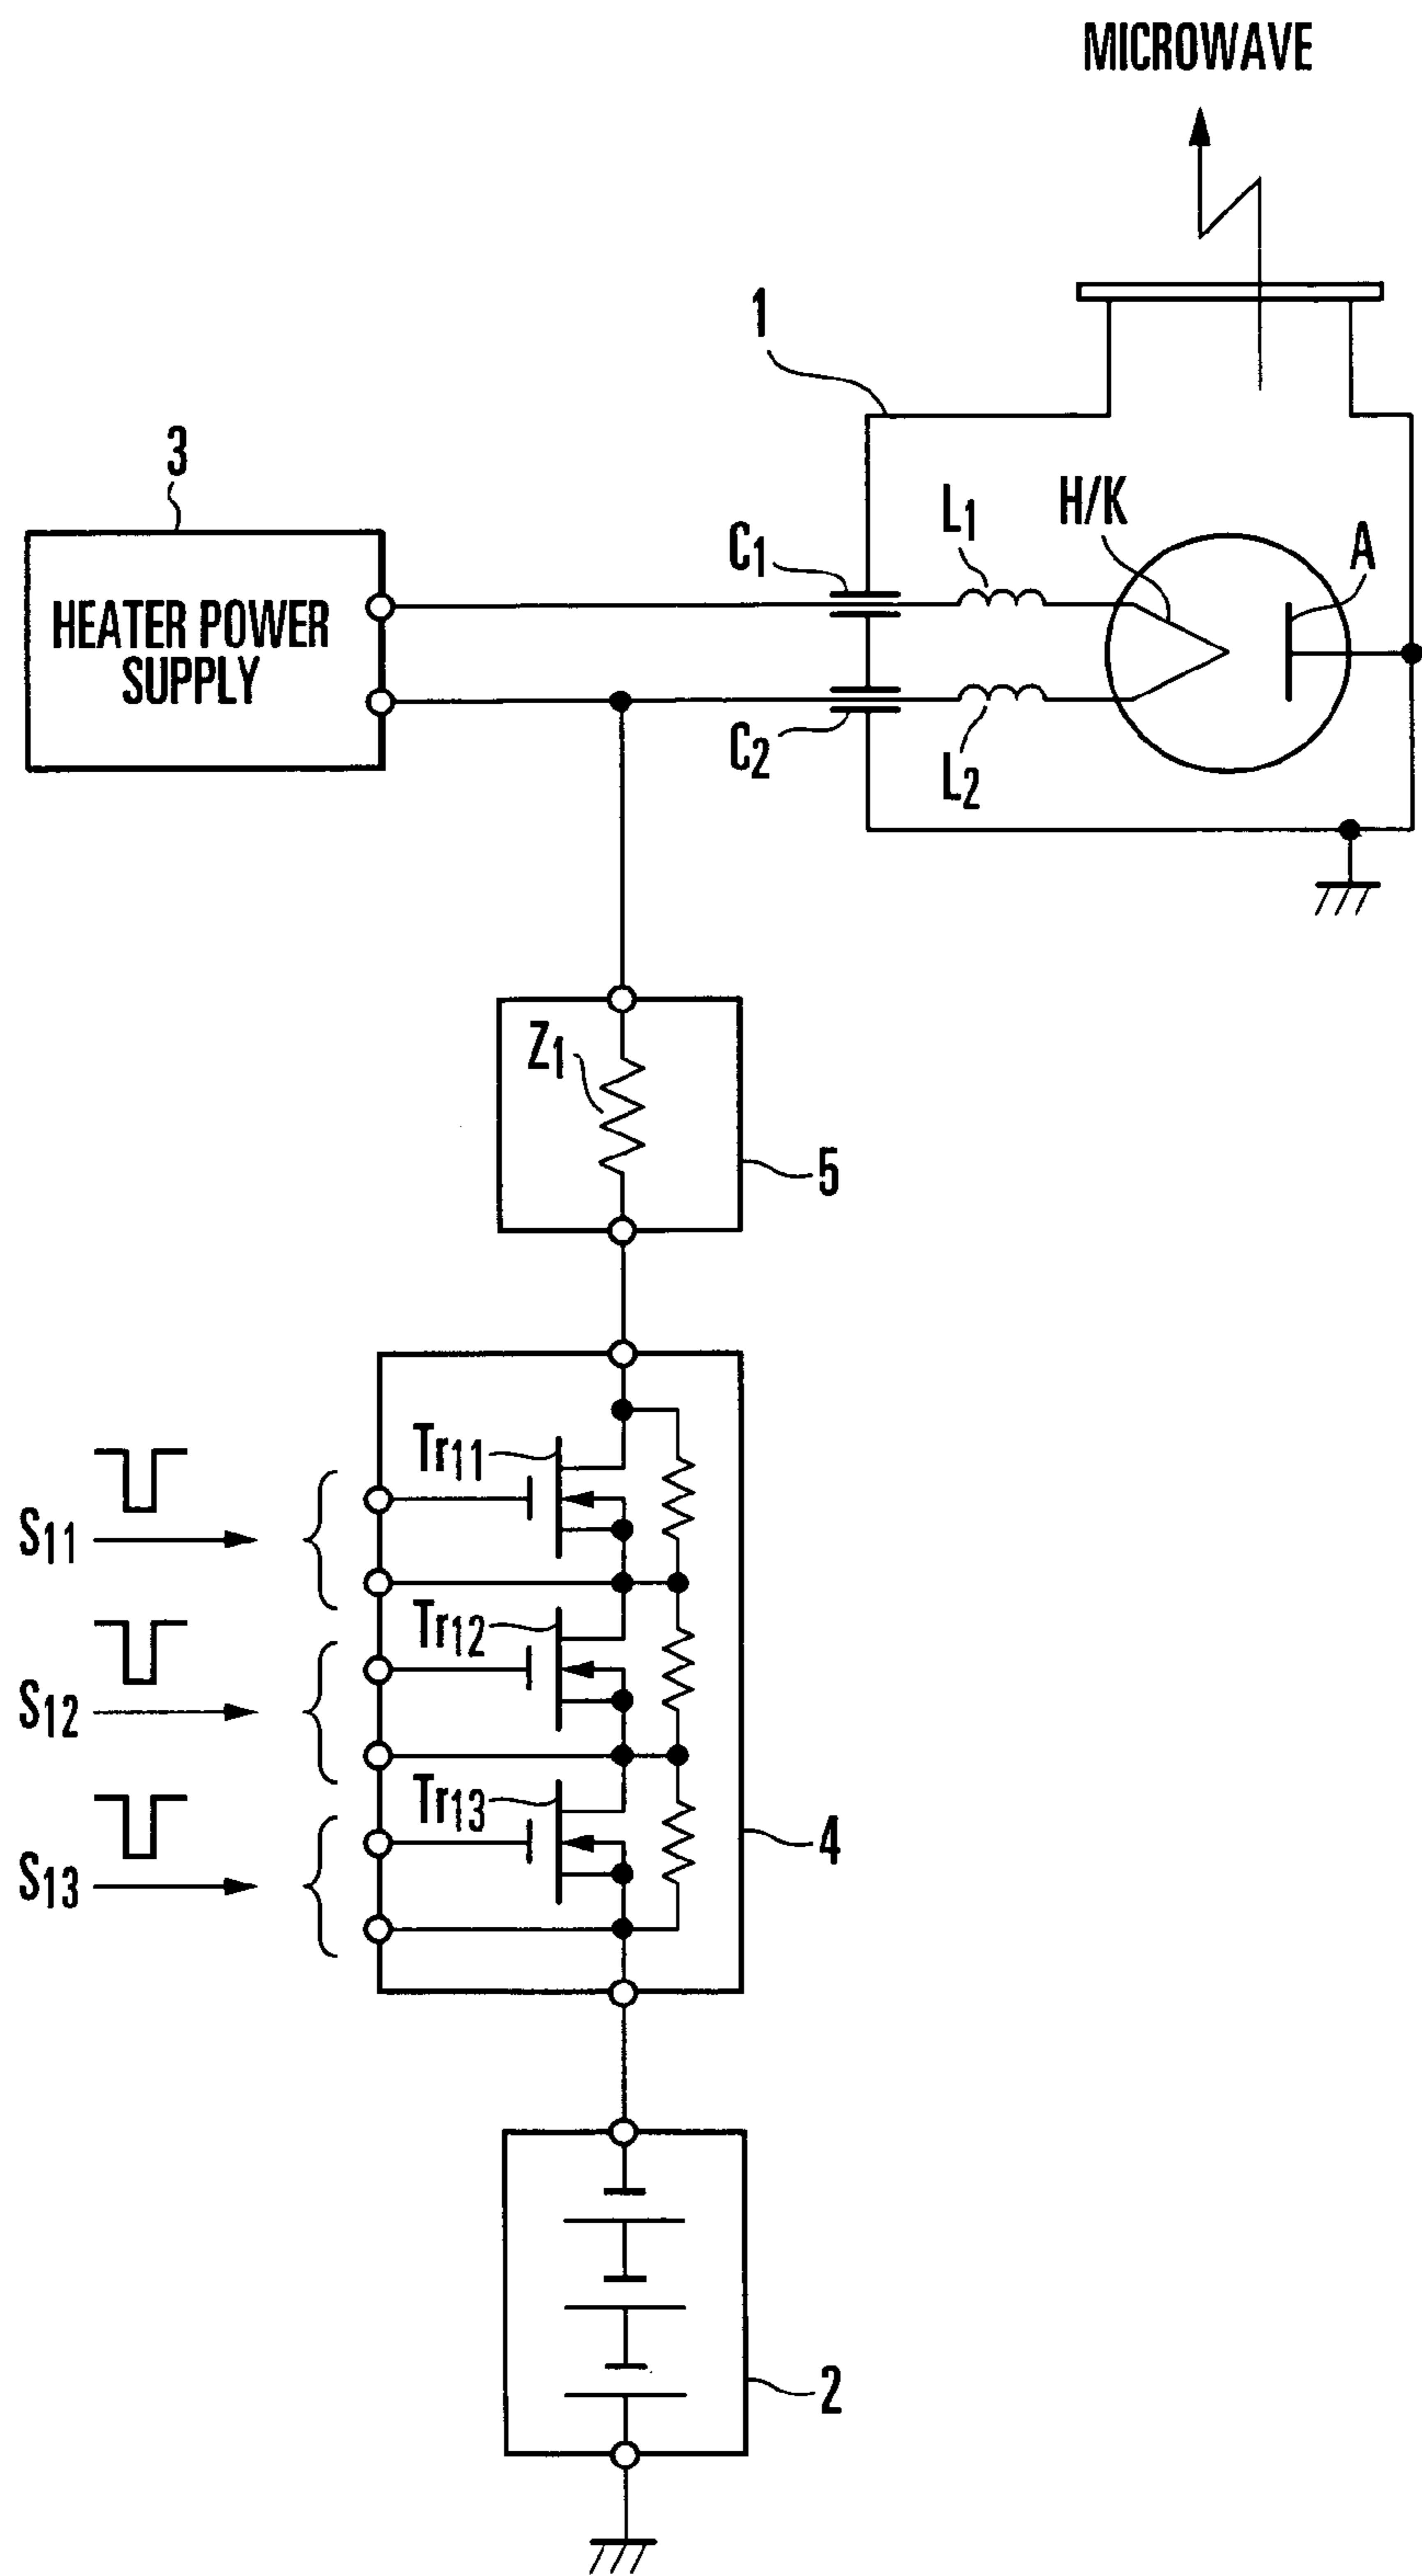 MICROWAVE
1
3
HEATER POWER
SUPPLY
C1
L1
H/K
A
C2
L2
Z1
5
Tr11
S11
Tr12
S12
Tr13
S13
4
2